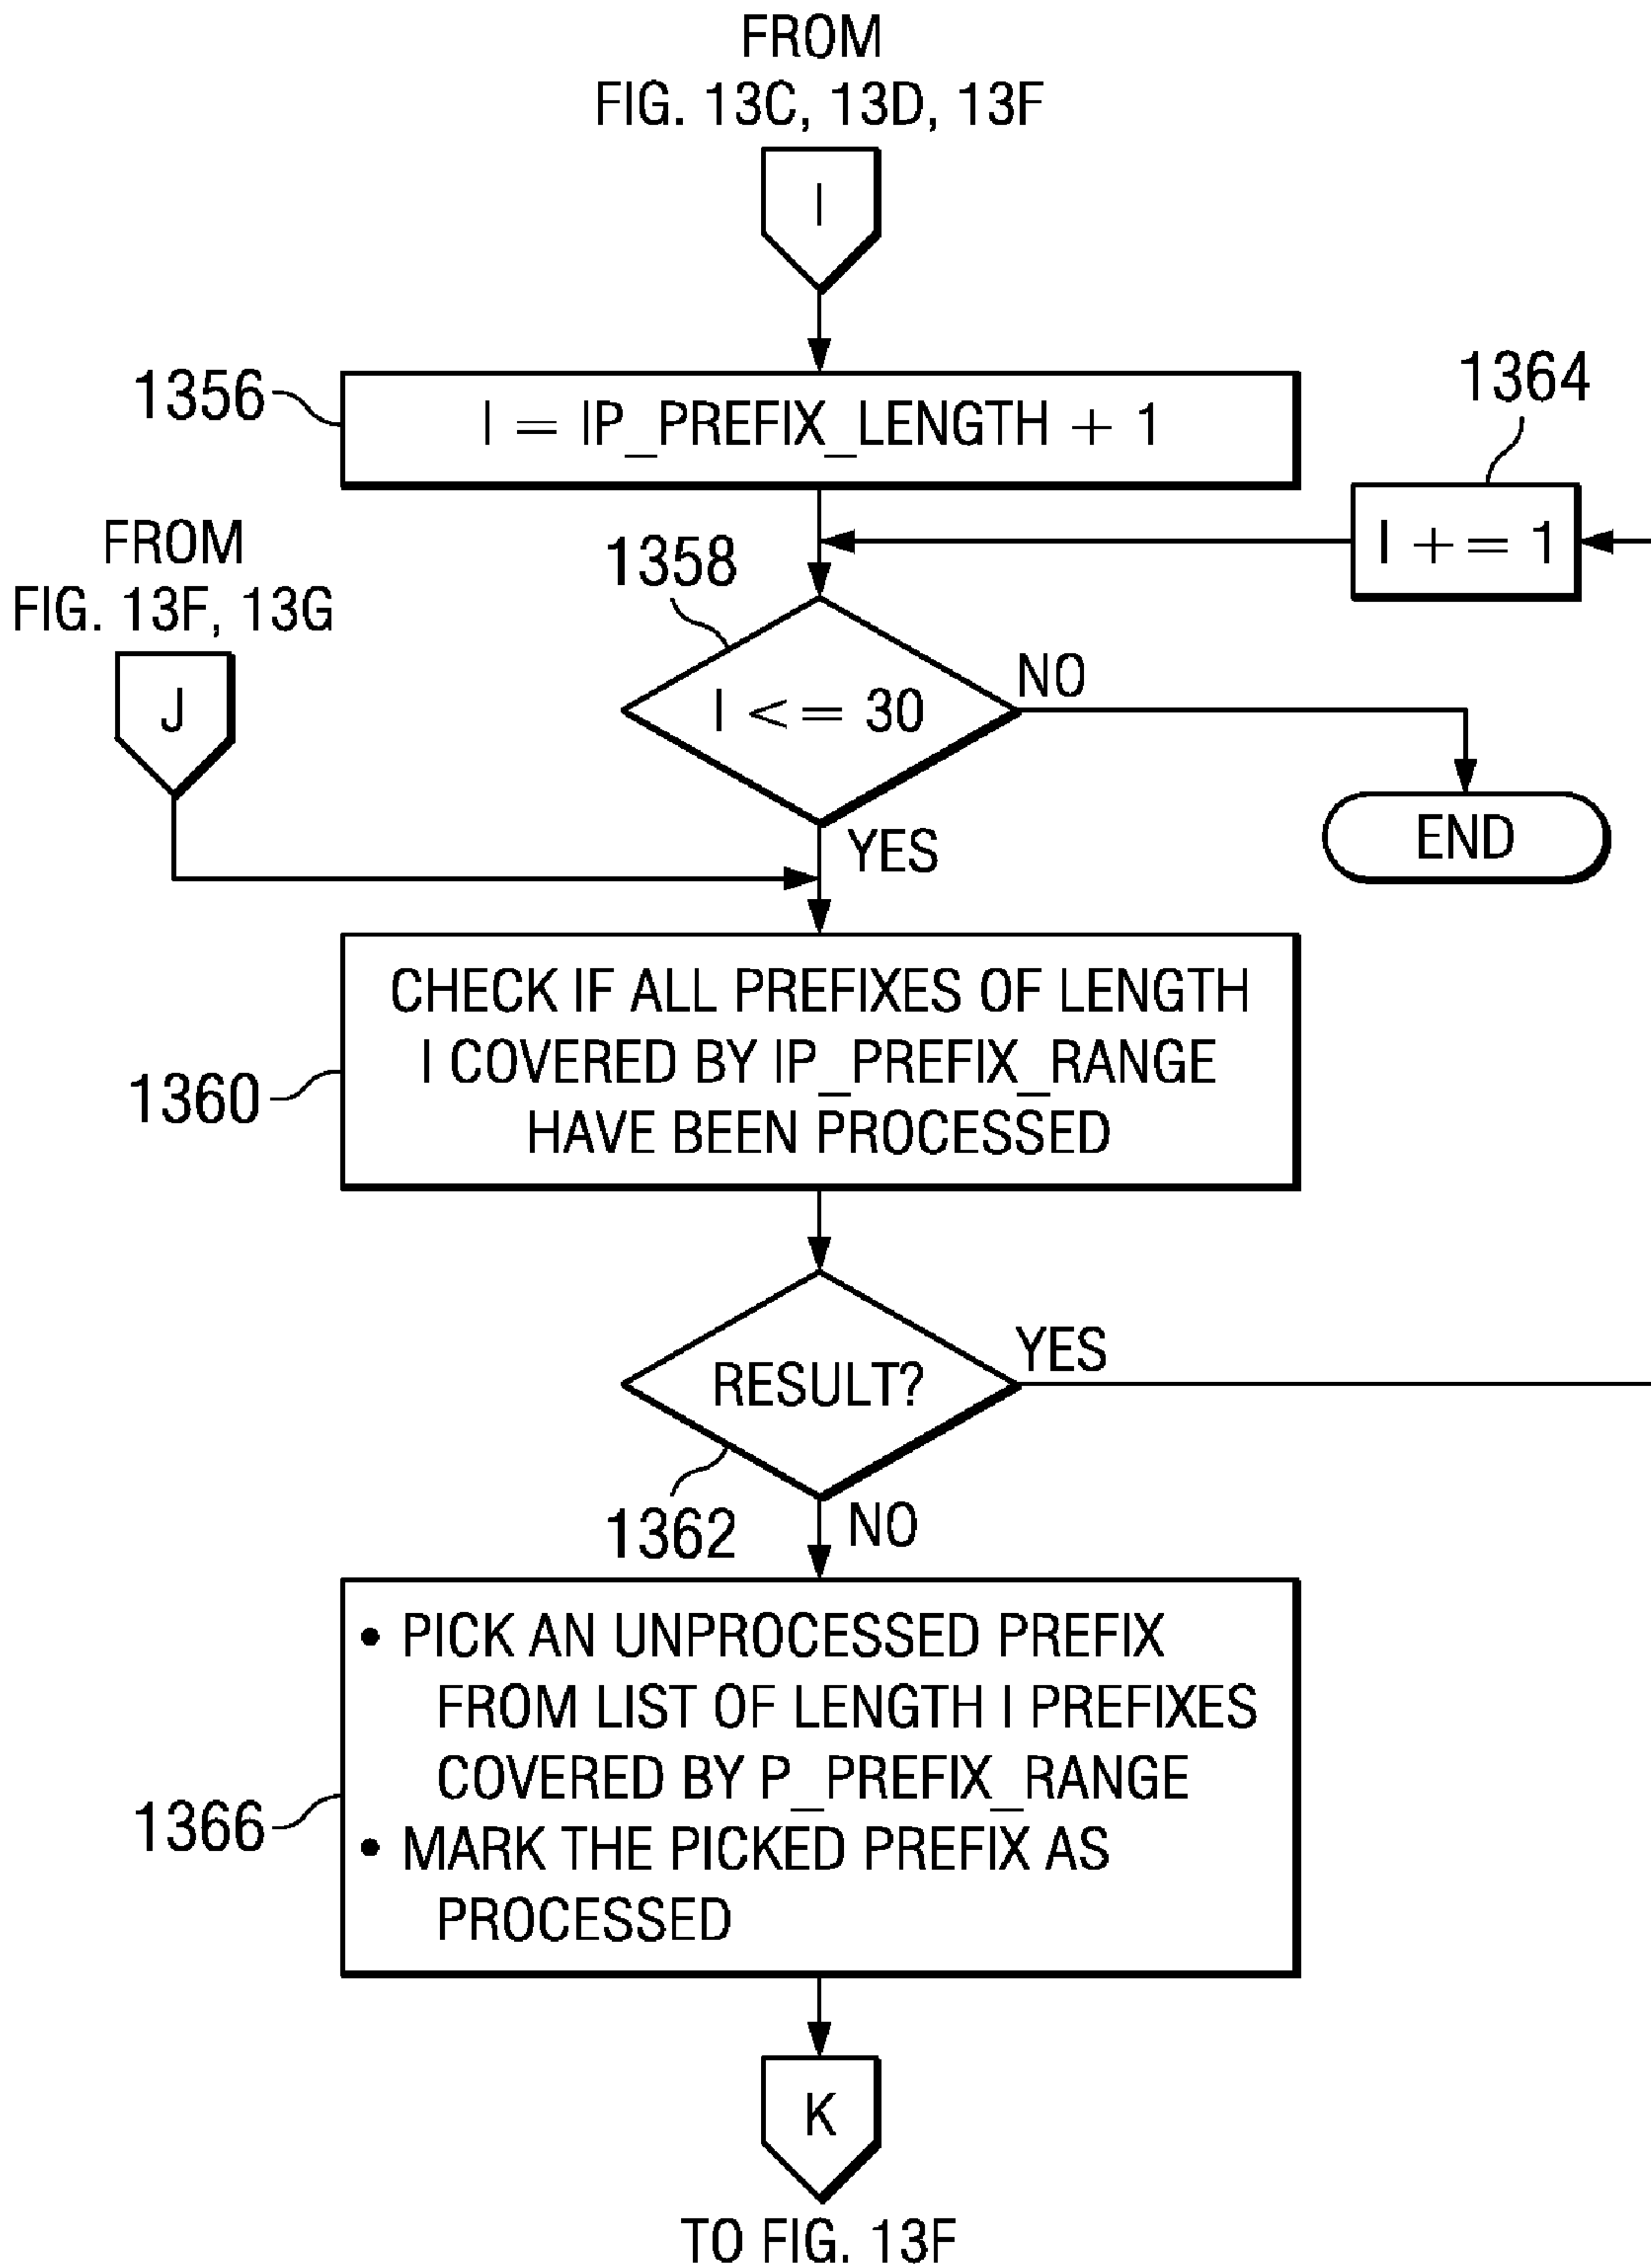 FROM
FIG. 13C, 13D, 13F
I
1356
I = IP_PREFIX_LENGTH + 1
1364
I += 1
FROM
FIG. 13F, 13G
J
1358
I <= 30
NO
END
YES
1360
CHECK IF ALL PREFIXES OF LENGTH
I COVERED BY IP_PREFIX_RANGE
HAVE BEEN PROCESSED
RESULT?
YES
1362
NO
1366
• PICK AN UNPROCESSED PREFIX
FROM LIST OF LENGTH I PREFIXES
COVERED BY P_PREFIX_RANGE
• MARK THE PICKED PREFIX AS
PROCESSED
K
TO FIG. 13F